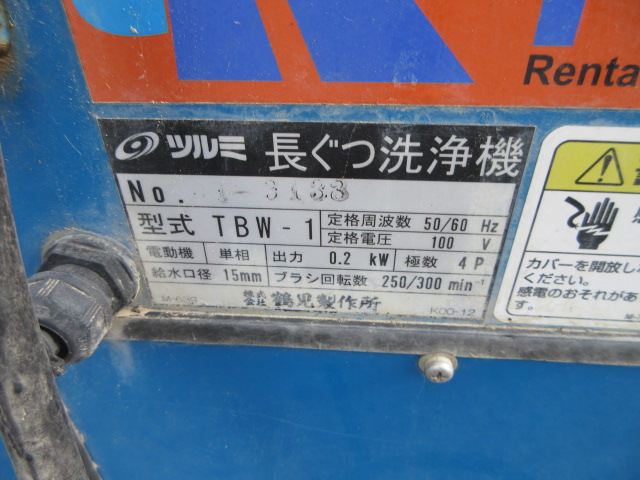 Renta
ツルミ 長ぐつ洗浄機
No.
型式 TBW-1 定格周波数 50/60 Hz
定格電圧 100 V
電動機 単相 出力 0.2 kW 極数 4 P
給水口径 15mm ブラシ回転数 250/300 min⁻¹
株式会社 鶴見製作所
K00-12
カバーを開放し
ください。
感電のおそれがあ
す。